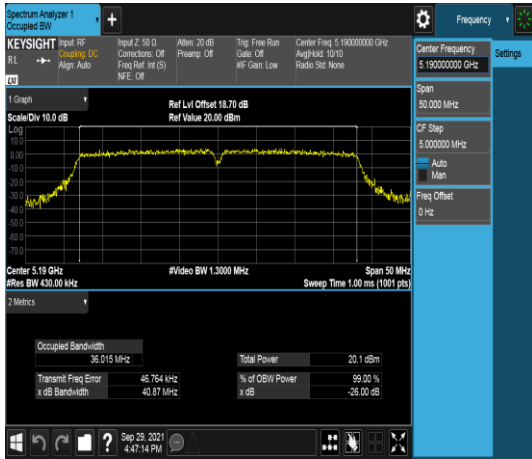 Spectrum Analyzer 1
Occupied BW
Frequency
KEYSIGHT
RL
LXI
Input: RF
Coupling: DC
Align: Auto
Input Z: 50 Ω
Corrections: Off
Freq Ref: Int (S)
NFE: Off
Atten: 20 dB
Preamp: Off
Trig: Free Run
Gate: Off
#IF Gain: Low
Center Freq: 5.190000000 GHz
Avg|Hold: 10/10
Radio Std: None
Center Frequency
5.190000000 GHz
Settings
Span
50.000 MHz
CF Step
5.000000 MHz
Auto
Man
Freq Offset
0 Hz
1 Graph
Scale/Div 10.0 dB
Ref Lvl Offset 18.70 dB
Ref Value 20.00 dBm
Log
10.0
0.00
-10.0
-20.0
-30.0
-40.0
-50.0
-60.0
-70.0
Center 5.19 GHz
#Res BW 430.00 kHz
#Video BW 1.3000 MHz
Span 50 MHz
Sweep Time 1.00 ms (1001 pts)
2 Metrics
Occupied Bandwidth
36.015 MHz
Total Power 20.1 dBm
Transmit Freq Error 46.764 kHz
% of OBW Power 99.00 %
x dB Bandwidth 40.87 MHz
x dB -26.00 dB
?
Sep 29, 2021
4:47:14 PM